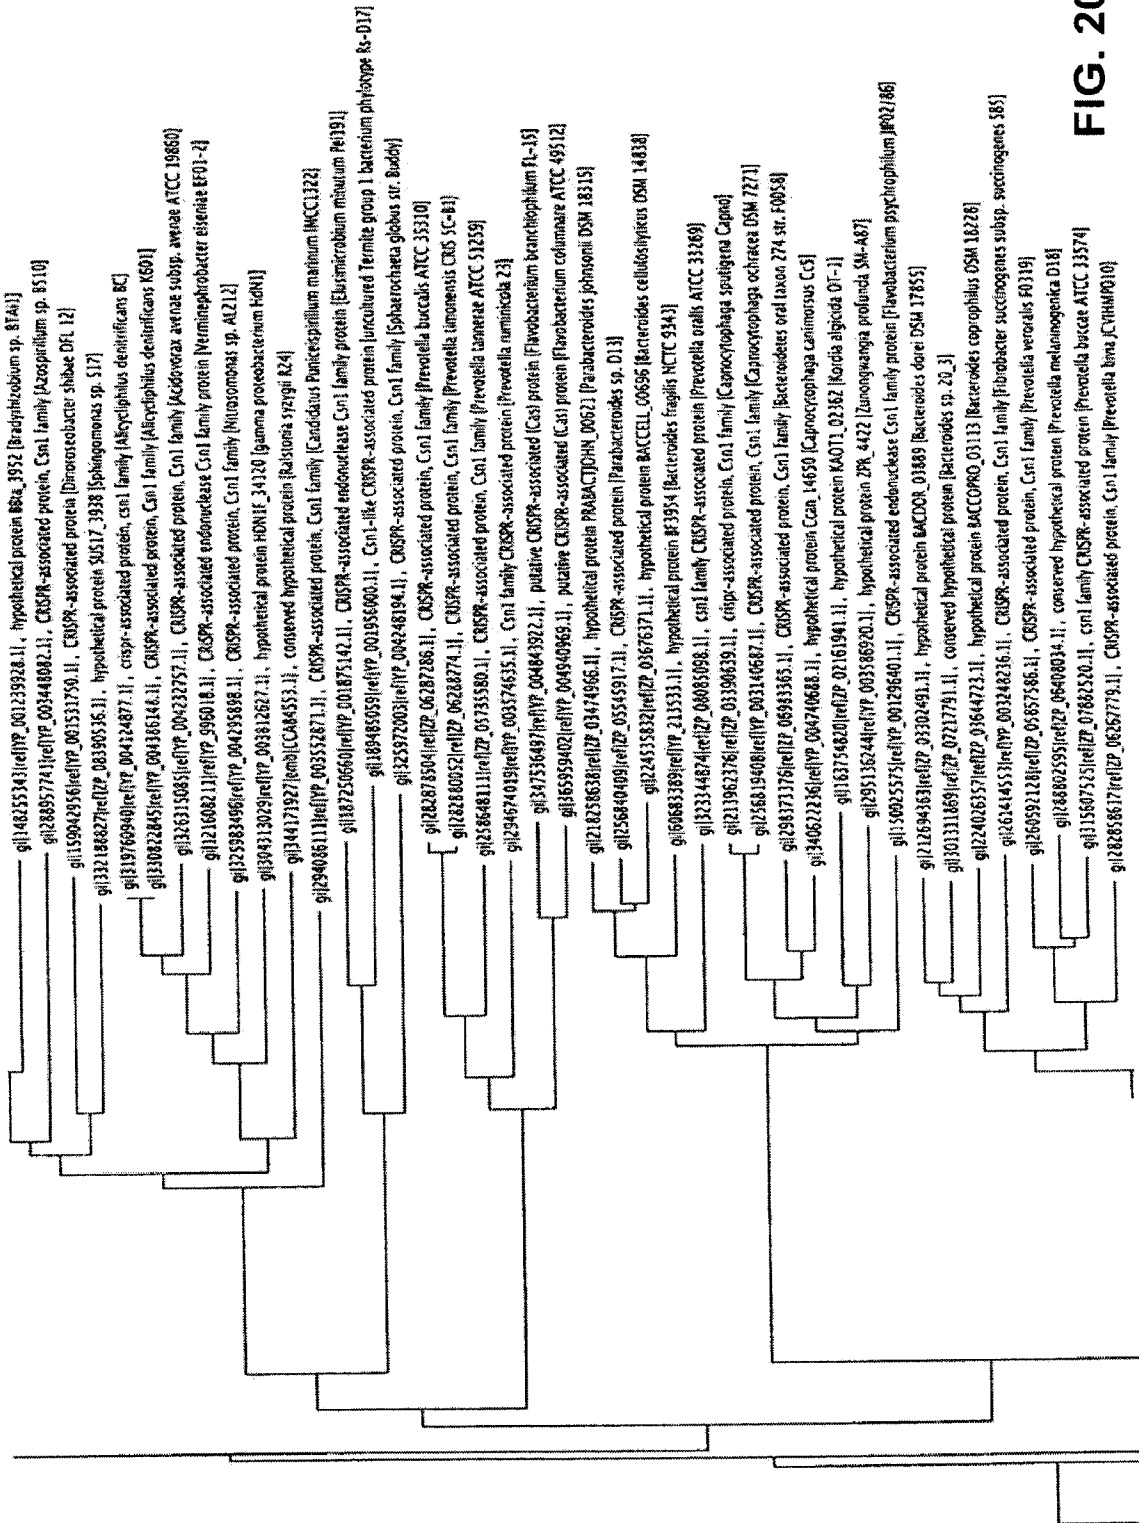 gi|148255343|ref|YP_001239928.1|, hypothetical protein BBta_3952 [Bradyrhizobium sp. BTAi1]
gi|288957741|ref|YP_003448082.1|, CRISPR-associated protein, Csn1 family [Azospirillum sp. B510]
gi|159042956|ref|YP_001531750.1|, CRISPR-associated protein [Dinoroseobacter shibae DFL 12]
gi|332188827|ref|ZP_08390536.1|, hypothetical protein SUS17_3938 [Sphingomonas sp. S17]
gi|319760940|ref|YP_004124877.1|, crispr-associated protein, csn1 family [Alicycliphilus denitrificans BC]
gi|330822845|ref|YP_004386148.1|, CRISPR-associated protein, Csn1 family [Alicycliphilus denitrificans K601]
gi|326315085|ref|YP_004232757.1|, CRISPR-associated protein, Csn1 family [Acidovorax avenae subsp. avenae ATCC 19860]
gi|121608211|ref|YP_996018.1|, CRISPR-associated endonuclease Csn1 family protein [Verminephrobacter eiseniae EF01-2]
gi|325983496|ref|YP_004295898.1|, CRISPR-associated protein, Csn1 family [Nitrosomonas sp. AL212]
gi|304313029|ref|YP_003812627.1|, hypothetical protein HDN1F_34120 [gamma proteobacterium HdN1]
gi|344171927|emb|CCA84553.1|, conserved hypothetical protein [Ralstonia syzygii R24]
gi|294086111|ref|YP_003552871.1|, CRISPR-associated protein, Csn1 family [Candidatus Puniceispirillum marinum IMCC1322]
gi|187250660|ref|YP_001875142.1|, CRISPR-associated endonuclease Csn1 family protein [Elusimicrobium minutum Pei191]
gi|189485059|ref|YP_001956000.1|, Csn1-like CRISPR-associated protein [uncultured Termite group 1 bacterium phylotype Rs-D17]
gi|325972003|ref|YP_004248194.1|, CRISPR-associated protein, Csn1 family [Sphaerochaeta globus str. Buddy]
gi|282878504|ref|ZP_06287286.1|, CRISPR-associated protein, Csn1 family [Prevotella buccalis ATCC 35310]
gi|282880052|ref|ZP_06288774.1|, CRISPR-associated protein, Csn1 family [Prevotella timonensis CRIS 5C-B1]
gi|258648111|ref|ZP_05735580.1|, CRISPR-associated protein, Csn1 family [Prevotella tannerae ATCC 51259]
gi|294674019|ref|YP_003574635.1|, Csn1 family CRISPR-associated protein [Prevotella ruminicola 23]
gi|347536497|ref|YP_004843922.1|, putative CRISPR-associated (Cas) protein [Flavobacterium branchiophilum FL-15]
gi|365959402|ref|YP_004940969.1|, putative CRISPR-associated (Cas) protein [Flavobacterium columnare ATCC 49512]
gi|218258638|ref|ZP_03474966.1|, hypothetical protein PRABACTJOHN_00621 [Parabacteroides johnsonii DSM 18315]
gi|256840409|ref|ZP_05545917.1|, CRISPR-associated protein [Parabacteroides sp. D13]
gi|224535832|ref|ZP_03676371.1|, hypothetical protein BACCELL_00696 [Bacteroides cellulosilyticus DSM 14838]
gi|60683389|ref|YP_213533.1|, hypothetical protein BF3954 [Bacteroides fragilis NCTC 9343]
gi|323344874|ref|ZP_08085098.1|, csn1 family CRISPR-associated protein [Prevotella oralis ATCC 33269]
gi|213962376|ref|ZP_03390639.1|, crispr-associated protein, Csn1 family [Capnocytophaga sputigena Capno]
gi|256819408|ref|YP_003140687.1|, CRISPR-associated protein, Csn1 family [Capnocytophaga ochracea DSM 7271]
gi|298373176|ref|ZP_06983165.1|, CRISPR-associated protein, Csn1 family [Bacteroidetes oral taxon 274 str. F0058]
gi|340622236|ref|YP_004740688.1|, hypothetical protein Ccan_14650 [Capnocytophaga canimorsus Cc5]
gi|163754820|ref|ZP_02161941.1|, hypothetical protein KAOT1_02362 [Kordia algicida OT-1]
gi|295136244|ref|YP_003586920.1|, hypothetical protein ZPR_4422 [Zunongwangia profunda SM-A87]
gi|150025575|ref|YP_001296401.1|, CRISPR-associated endonuclease Csn1 family protein [Flavobacterium psychrophilum JIP02/86]
gi|212694363|ref|ZP_03302491.1|, hypothetical protein BACDOR_03889 [Bacteroides dorei DSM 17855]
gi|301311869|ref|ZP_07217791.1|, conserved hypothetical protein [Bacteroides sp. 20_3]
gi|224026357|ref|ZP_03644723.1|, hypothetical protein BACCOPRO_03113 [Bacteroides coprophilus DSM 18228]
gi|261414553|ref|YP_003248236.1|, CRISPR-associated protein, Csn1 family [Fibrobacter succinogenes subsp. succinogenes S85]
gi|260592128|ref|ZP_05857586.1|, CRISPR-associated protein, Csn1 family [Prevotella veroralis F0319]
gi|288802595|ref|ZP_06408034.1|, conserved hypothetical protein [Prevotella melaninogenica D18]
gi|315607525|ref|ZP_07882520.1|, csn1 family CRISPR-associated protein [Prevotella buccae ATCC 33574]
gi|282858617|ref|ZP_06267779.1|, CRISPR-associated protein, Csn1 family [Prevotella bivia JCVIHMP010]
FIG. 20